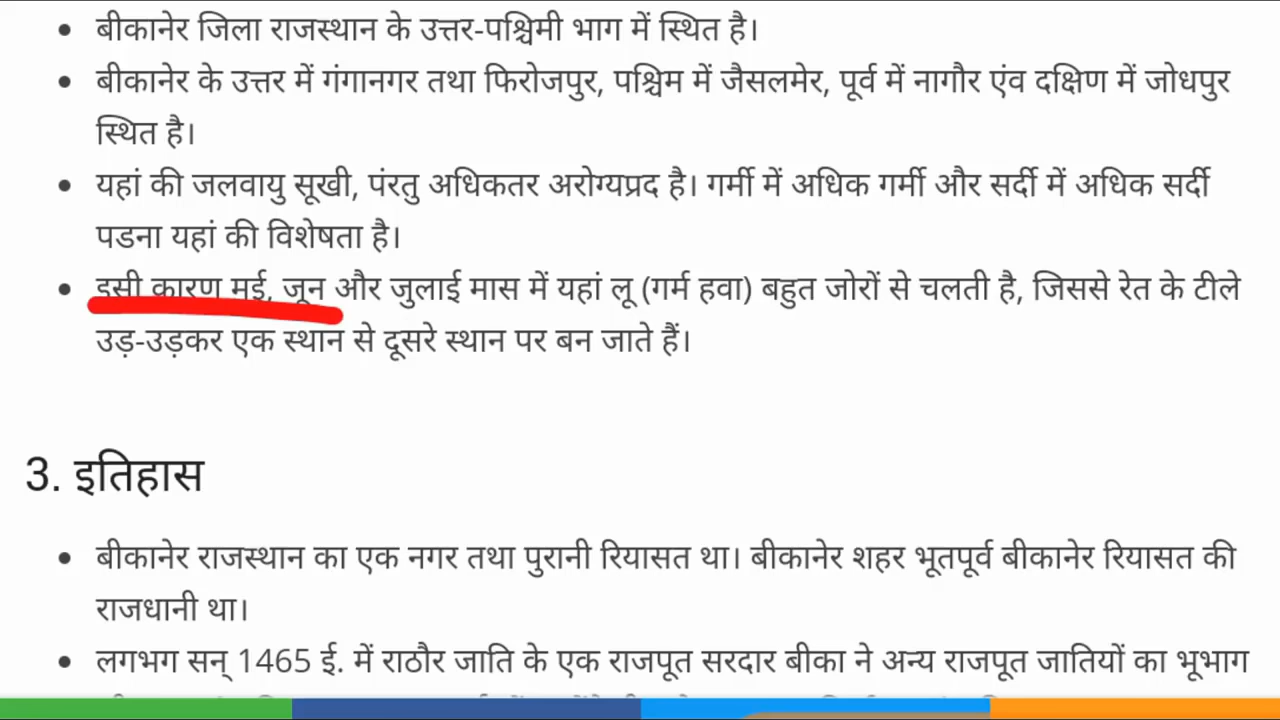 बीकानेर जिला राजस्थान के उत्तर-पश्चिमी भाग में स्थित है।
बीकानेर के उत्तर में गंगानगर तथा फिरोजपुर, पश्चिम में जैसलमेर, पूर्व में नागौर एंव दक्षिण में जोधपुर
स्थित है।
यहां की जलवायु सूखी, पंरतु अधिकतर अरोग्यप्रद है। गर्मी में अधिक गर्मी और सर्दी में अधिक सर्दी
पडना यहां की विशेषता है।
इसी कारण मई, जून और जुलाई मास में यहां लू (गर्म हवा) बहुत जोरों से चलती है, जिससे रेत के टीले
उड़-उड़कर एक स्थान से दूसरे स्थान पर बन जाते हैं।
3. इतिहास
बीकानेर राजस्थान का एक नगर तथा पुरानी रियासत था। बीकानेर शहर भूतपूर्व बीकानेर रियासत की
राजधानी था।
लगभग सन् 1465 ई. में राठौर जाति के एक राजपूत सरदार बीका ने अन्य राजपूत जातियों का भूभाग